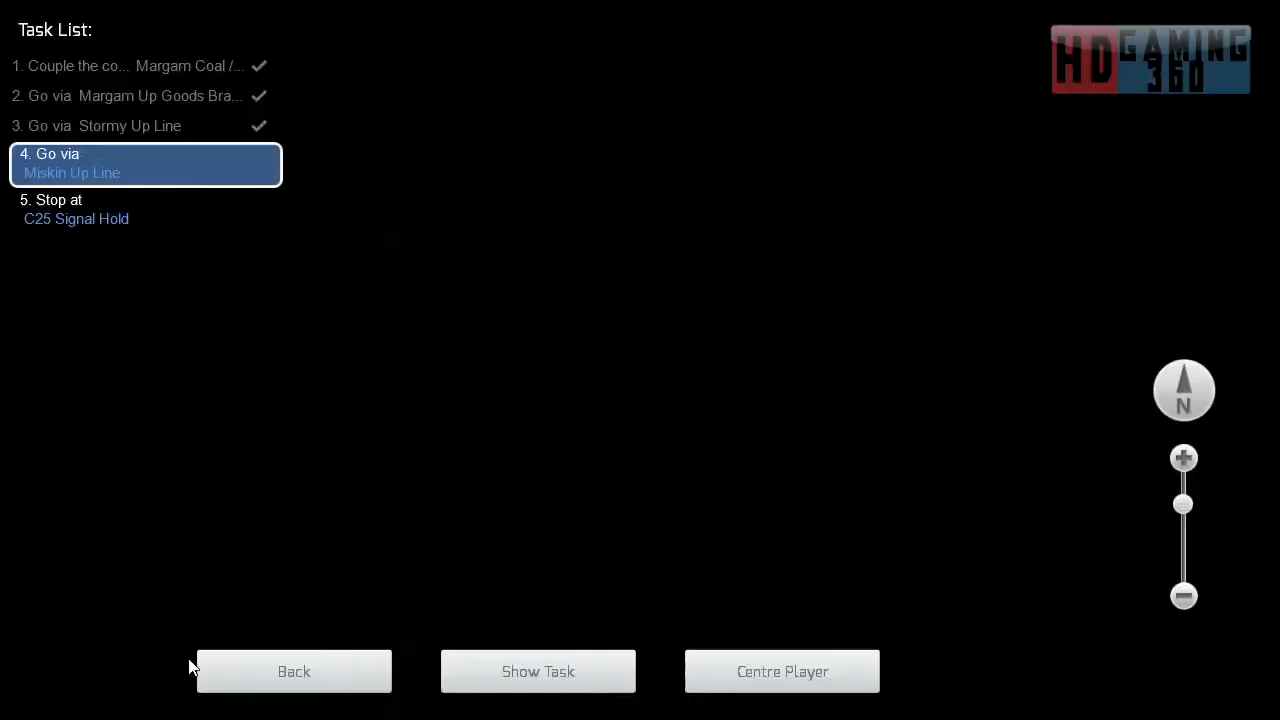 Task List:
1. Couple the co... Margam Coal /...
2. Go via Margam Up Goods Bra...
3. Go via Stormy Up Line
4. Go via
Miskin Up Line
5. Stop at
C25 Signal Hold
HD GAMING
360
N
Back
Show Task
Centre Player